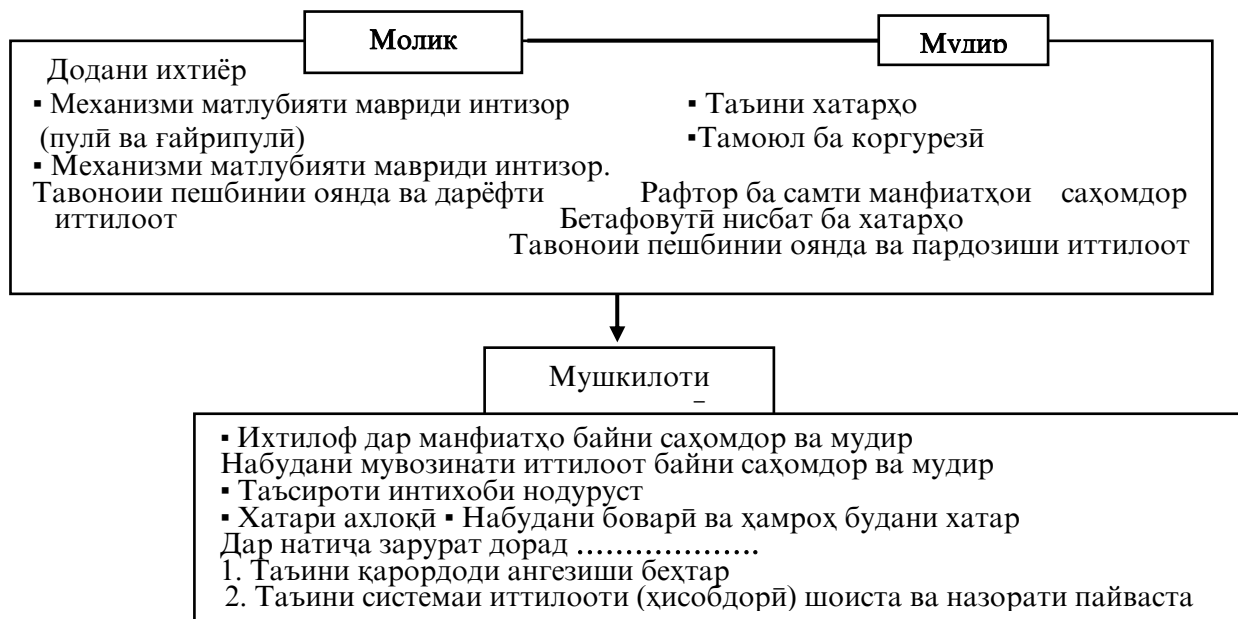 Молик Мудир
Додани ихтиёр
▪ Механизми матлубияти мавриди интизор ▪ Таъини хатарҳо
(пулӣ ва ғайрипулӣ) ▪Тамоюл ба коргурезӣ
▪ Механизми матлубияти мавриди интизор.
Тавоноии пешбинии оянда ва дарёфти Рафтор ба самти манфиатҳои саҳомдор
иттилоот Бетафовутӣ нисбат ба хатарҳо
Тавоноии пешбинии оянда ва пардозиши иттилоот
Мушкилоти
▪ Ихтилоф дар манфиатҳо байни саҳомдор ва мудир
Набудани мувозинати иттилоот байни саҳомдор ва мудир
▪ Таъсироти интихоби нодуруст
▪ Хатари ахлоқӣ ▪ Набудани боварӣ ва ҳамроҳ будани хатар
Дар натиҷа зарурат дорад ……………….
1. Таъини қарордоди ангезиши беҳтар
2. Таъини системаи иттилооти (ҳисобдорӣ) шоиста ва назорати пайваста